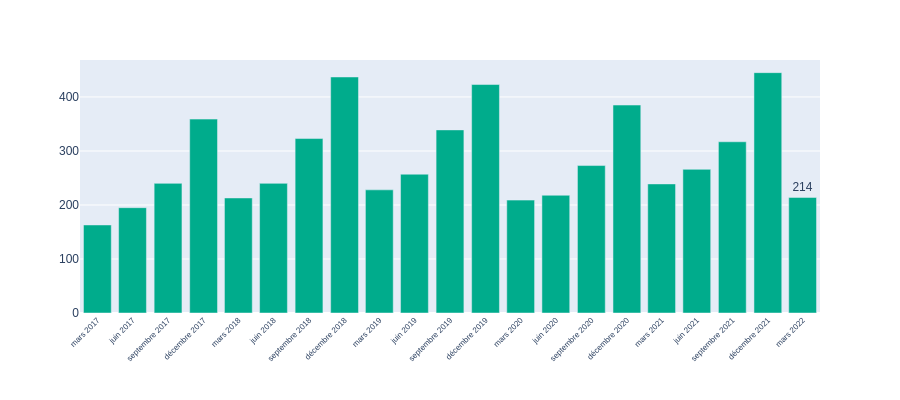 400
300
200
100
0
214
mars 2017
juin 2017
septembre 2017
décembre 2017
mars 2018
juin 2018
septembre 2018
décembre 2018
mars 2019
juin 2019
septembre 2019
décembre 2019
mars 2020
juin 2020
septembre 2020
décembre 2020
mars 2021
juin 2021
septembre 2021
décembre 2021
mars 2022